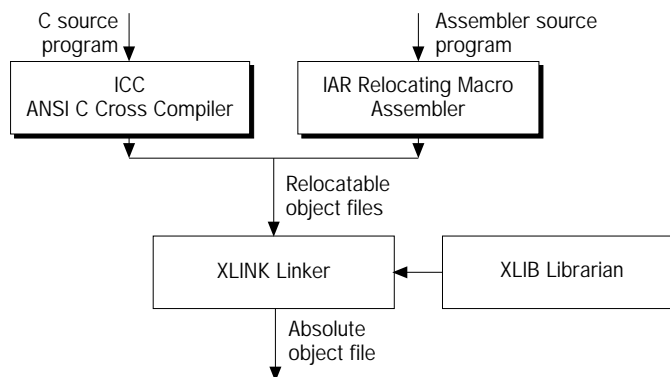 C source
program
Assembler source
program
ICC
ANSI C Cross Compiler
IAR Relocating Macro
Assembler
Relocatable
object files
XLINK Linker
XLIB Librarian
Absolute
object file